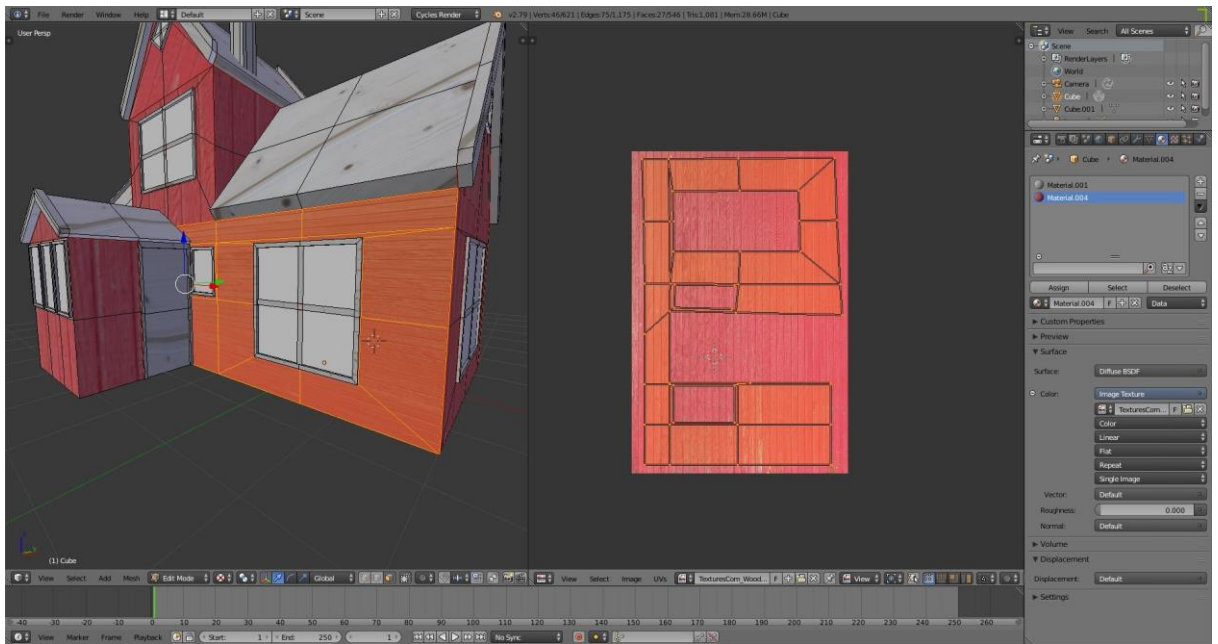 File Render Window Help Default Scene Cycles Render v2.79 | Verts:46/621 | Edges:75/1,175 | Faces:27/546 | Tris:1,081 | Mem:28.66M | Cube
User Persp
(1) Cube
View Select Add Mesh Edit Mode Global
View Select Image UVs TexturesCom_Wood... F View
-40 -30 -20 -10 0 10 20 30 40 50 60 70 80 90 100 110 120 130 140 150 160 170 180 190 200 210 220 230 240 250 260
View Marker Frame Playback Start: 1 End: 250 1 No Sync
View Search All Scenes
Scene
RenderLayers
World
Camera
Cube
Cube.001
Cube Material.004
Material.001
Material.004
Assign Select Deselect
Material.004 F Data
Custom Properties
Preview
Surface
Surface: Diffuse BSDF
Color: Image Texture
TexturesCom... F
Color
Linear
Flat
Repeat
Single Image
Vector: Default
Roughness: 0.000
Normal: Default
Volume
Displacement
Displacement: Default
Settings